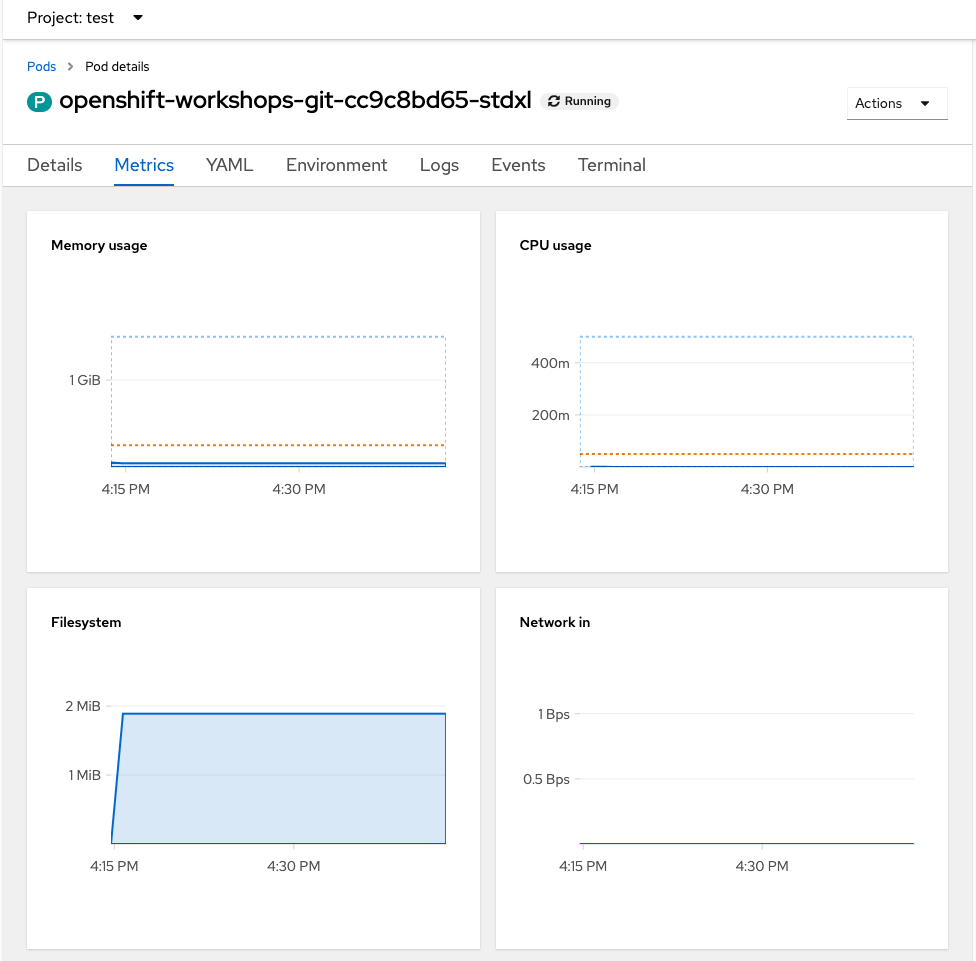 Project: test
Pods > Pod details
P openshift-workshops-git-cc9c8bd65-stdxl Running
Actions
Details Metrics YAML Environment Logs Events Terminal
Memory usage
1 GiB
4:15 PM 4:30 PM
CPU usage
400m
200m
4:15 PM 4:30 PM
Filesystem
2 MiB
1 MiB
4:15 PM 4:30 PM
Network in
1 Bps
0.5 Bps
4:15 PM 4:30 PM